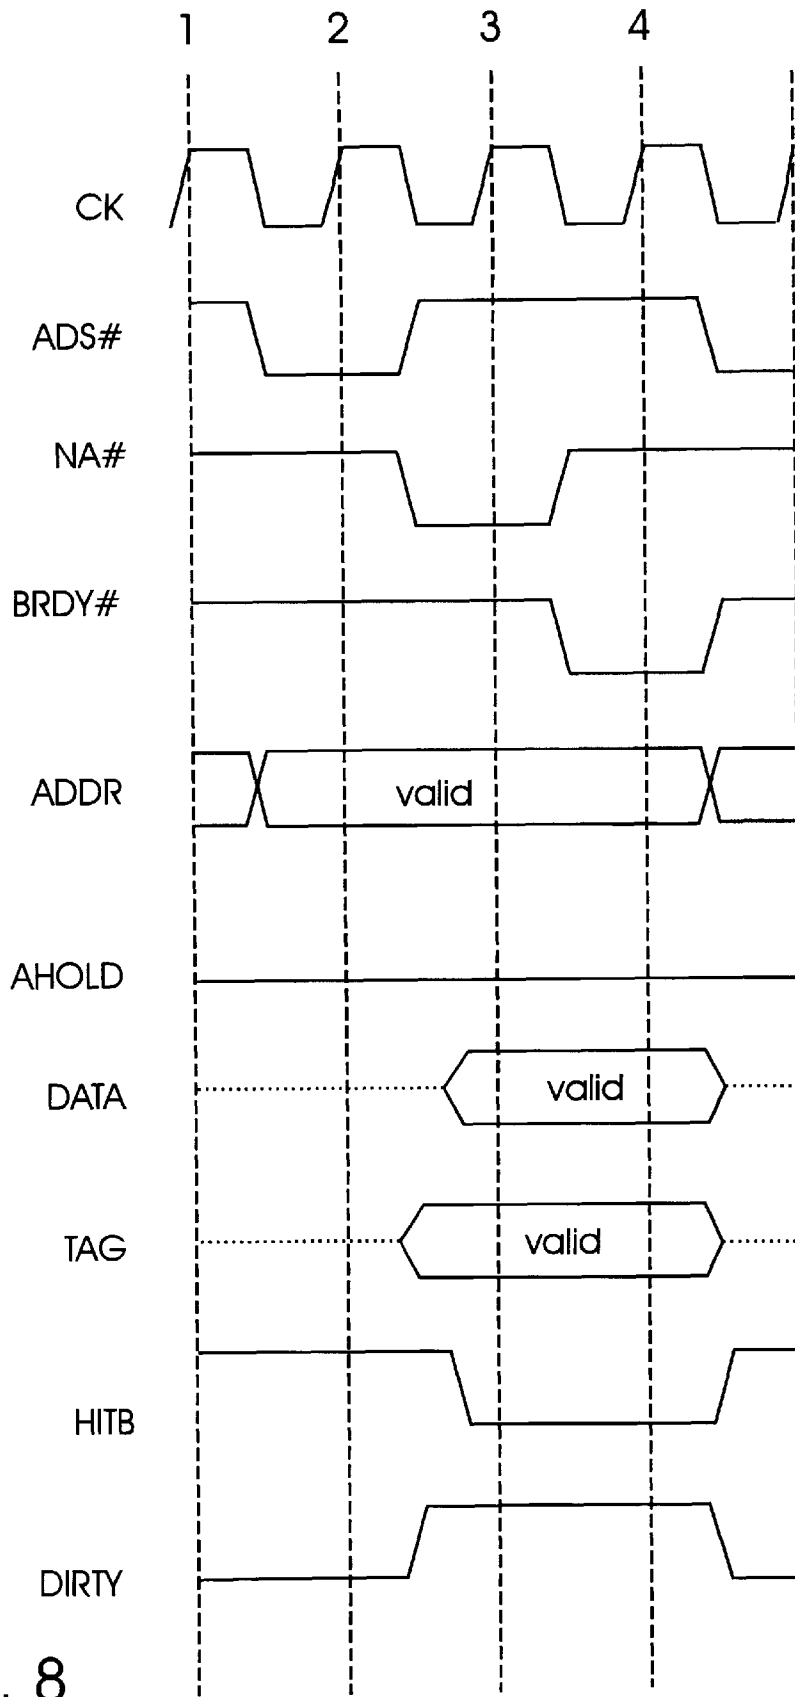 1 2 3 4
CK
ADS#
NA#
BRDY#
ADDR valid
AHOLD
DATA valid
TAG valid
HITB
DIRTY
. 8